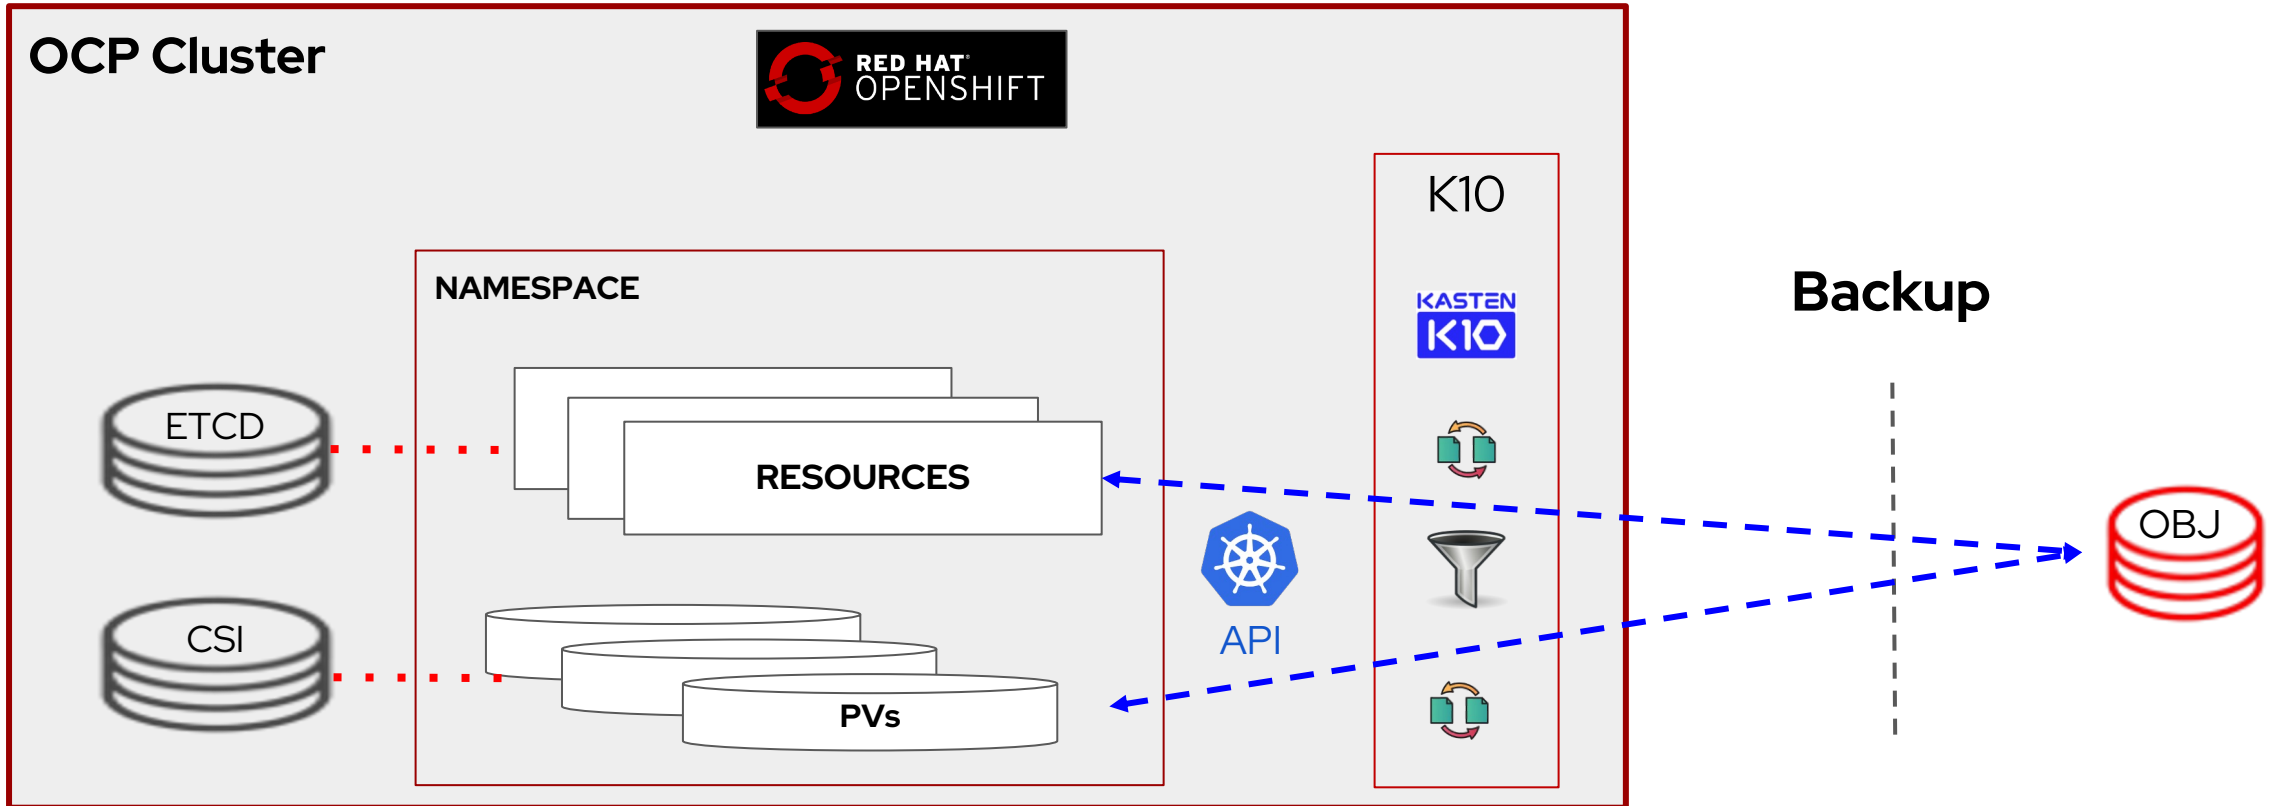 OCP Cluster
RED HAT
OPENSHIFT
K10
NAMESPACE
KASTEN
K10
Backup
ETCD
RESOURCES
OBJ
CSI
API
PVs